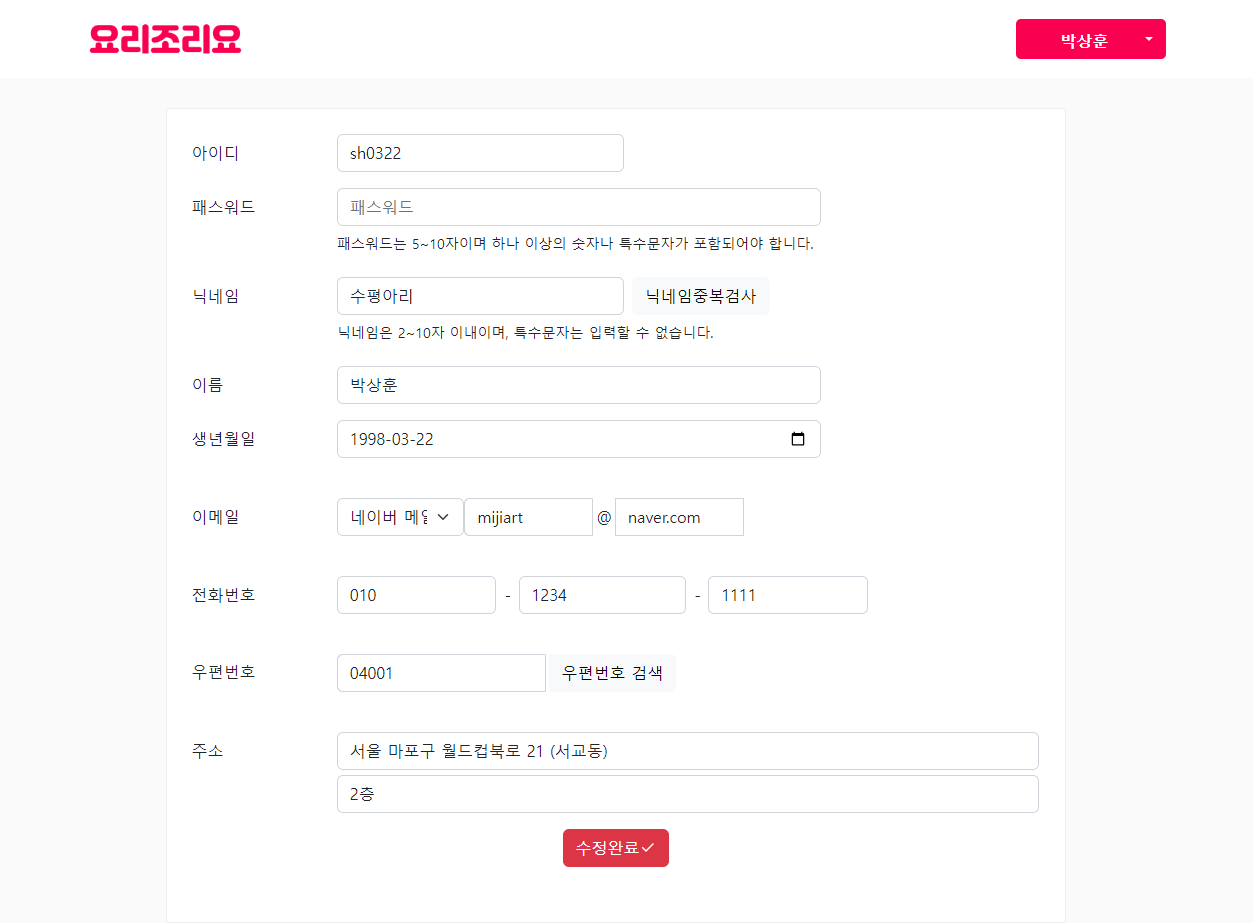 요리조리요
박상훈
아이디 sh0322
패스워드 패스워드
패스워드는 5~10자이며 하나 이상의 숫자나 특수문자가 포함되어야 합니다.
닉네임 수평아리 닉네임중복검사
닉네임은 2~10자 이내이며, 특수문자는 입력할 수 없습니다.
이름 박상훈
생년월일 1998-03-22
이메일 네이버 메일 mijiart @ naver.com
전화번호 010 - 1234 - 1111
우편번호 04001 우편번호 검색
주소 서울 마포구 월드컵북로 21 (서교동)
2층
수정완료